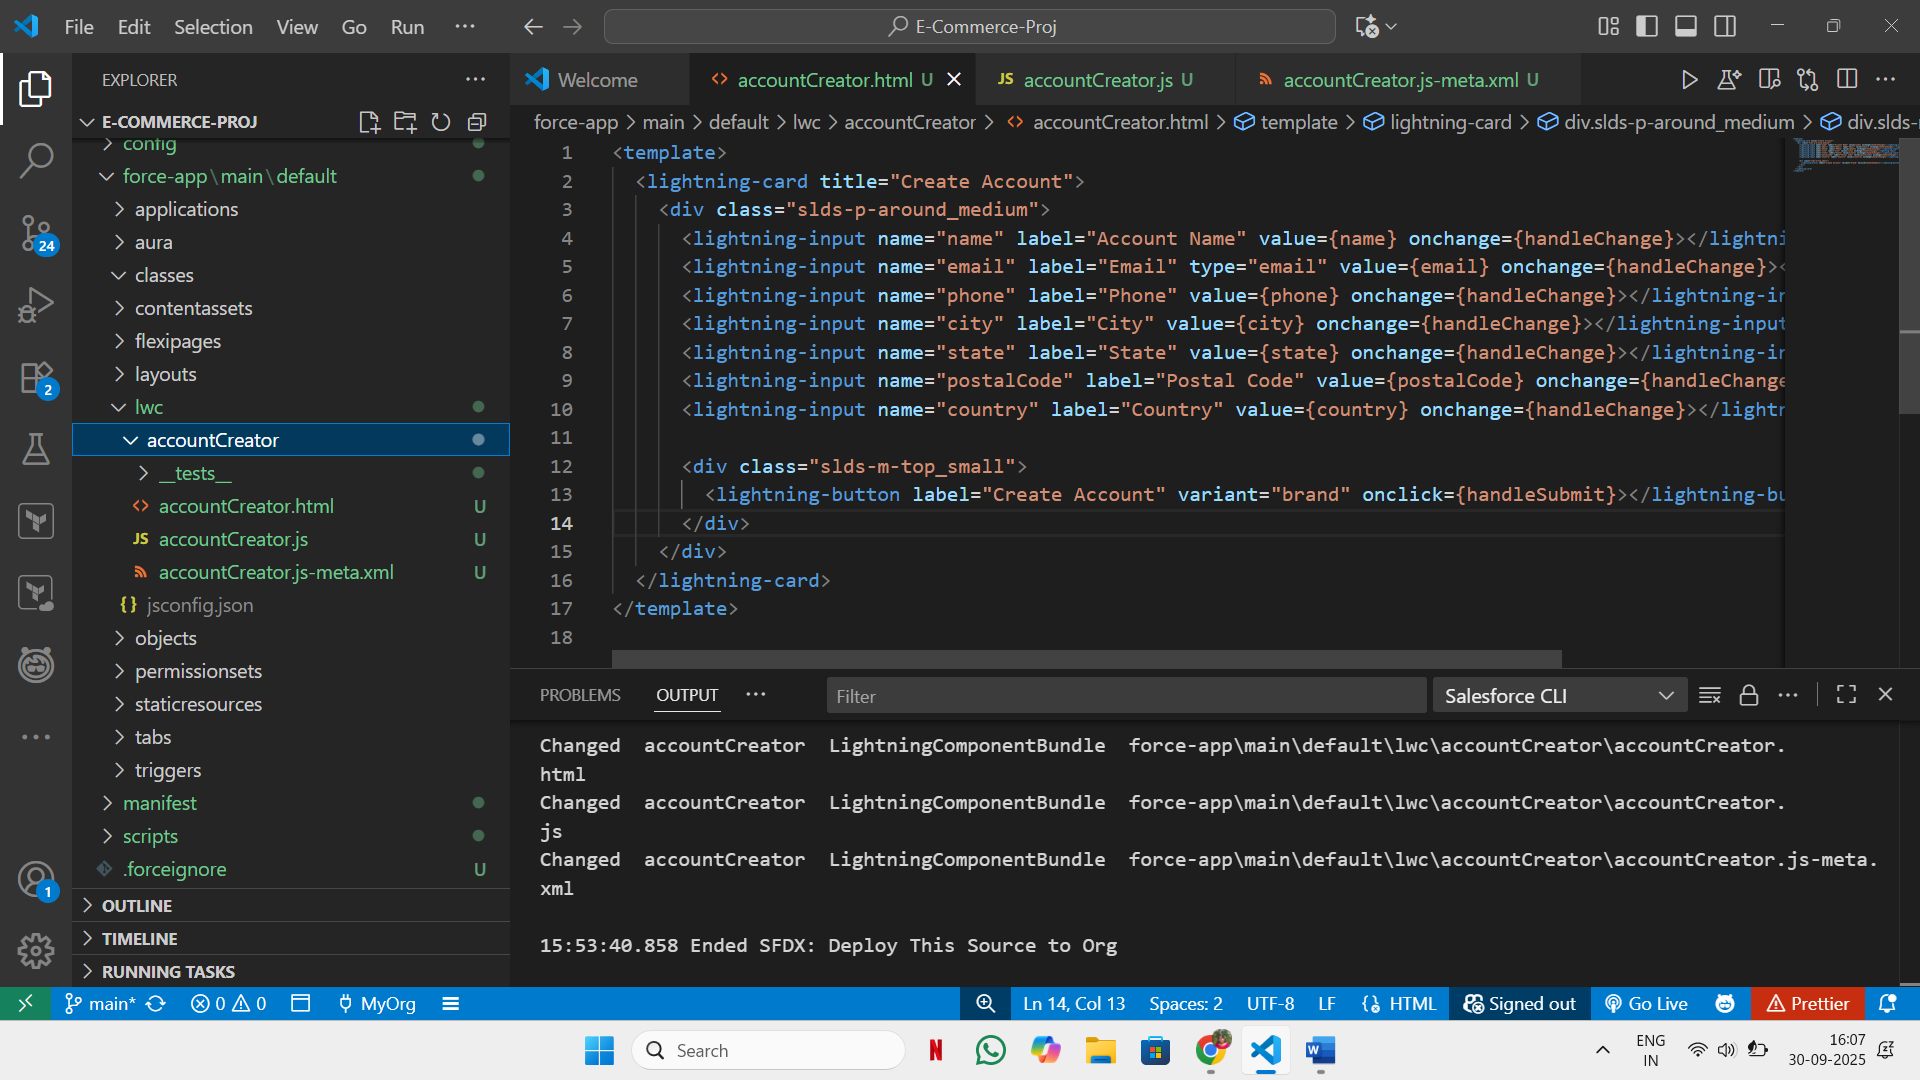 File Edit Selection View Go Run ···
E-Commerce-Proj
EXPLORER
E-COMMERCE-PROJ
config
force-app\main\default
applications
aura
classes
contentassets
flexipages
layouts
lwc
accountCreator
__tests__
<> accountCreator.html U
JS accountCreator.js U
accountCreator.js-meta.xml U
{} jsconfig.json
objects
permissionsets
staticresources
tabs
triggers
manifest
scripts
.forceignore U
OUTLINE
TIMELINE
RUNNING TASKS
24
2
1
Welcome <> accountCreator.html U JS accountCreator.js U accountCreator.js-meta.xml U
force-app > main > default > lwc > accountCreator > <> accountCreator.html > template > lightning-card > div.slds-p-around_medium > div.slds-
1 <template>
2 <lightning-card title="Create Account">
3 <div class="slds-p-around_medium">
4 <lightning-input name="name" label="Account Name" value={name} onchange={handleChange}></lightni
5 <lightning-input name="email" label="Email" type="email" value={email} onchange={handleChange}><
6 <lightning-input name="phone" label="Phone" value={phone} onchange={handleChange}></lightning-in
7 <lightning-input name="city" label="City" value={city} onchange={handleChange}></lightning-input
8 <lightning-input name="state" label="State" value={state} onchange={handleChange}></lightning-in
9 <lightning-input name="postalCode" label="Postal Code" value={postalCode} onchange={handleChange
10 <lightning-input name="country" label="Country" value={country} onchange={handleChange}></lightn
11
12 <div class="slds-m-top_small">
13 <lightning-button label="Create Account" variant="brand" onclick={handleSubmit}></lightning-bu
14 </div>
15 </div>
16 </lightning-card>
17 </template>
18
PROBLEMS OUTPUT ··· Filter Salesforce CLI
Changed accountCreator LightningComponentBundle force-app\main\default\lwc\accountCreator\accountCreator.
html
Changed accountCreator LightningComponentBundle force-app\main\default\lwc\accountCreator\accountCreator.
js
Changed accountCreator LightningComponentBundle force-app\main\default\lwc\accountCreator\accountCreator.js-meta.
xml
15:53:40.858 Ended SFDX: Deploy This Source to Org
main* 0 0 MyOrg Ln 14, Col 13 Spaces: 2 UTF-8 LF {} HTML Signed out Go Live Prettier
Search
ENG
IN
16:07
30-09-2025